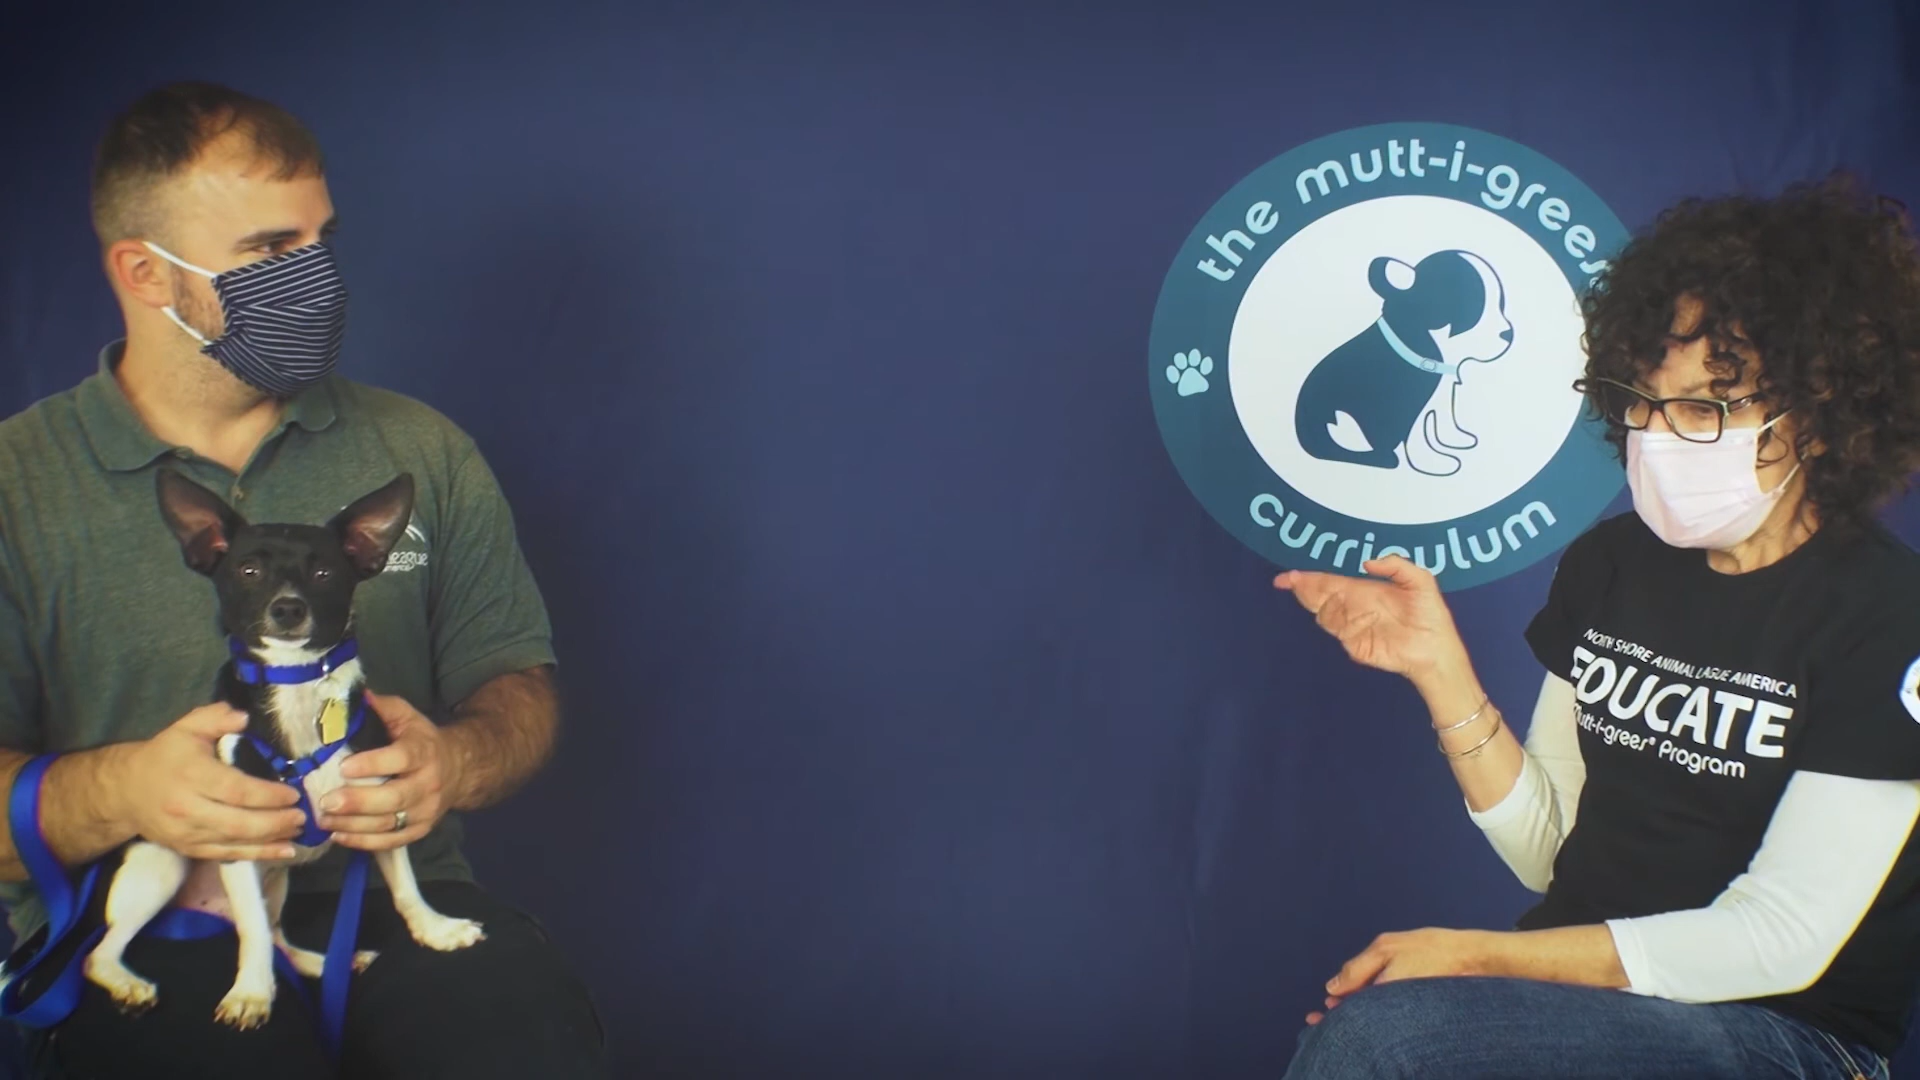 the mutt-i-grees
curriculum
NORTH SHORE ANIMAL LEAGUE AMERICA
EDUCATE
Mutt-i-grees® Program